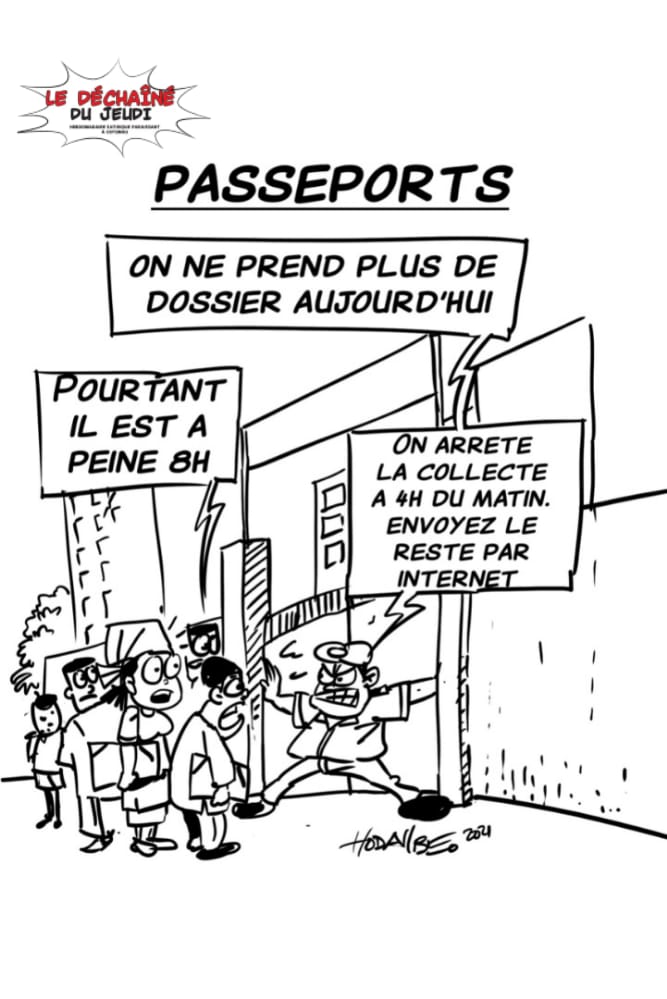 LE DÉCHAÎNÉ
DU JEUDI
HEBDOMADAIRE SATIRIQUE PARAISSANT
À COTONOU
PASSEPORTS
ON NE PREND PLUS DE
DOSSIER AUJOURD'HUI
POURTANT
IL EST A
PEINE 8H
ON ARRETE
LA COLLECTE
A 4H DU MATIN.
ENVOYEZ LE
RESTE PAR
INTERNET
HODALBE. 2021